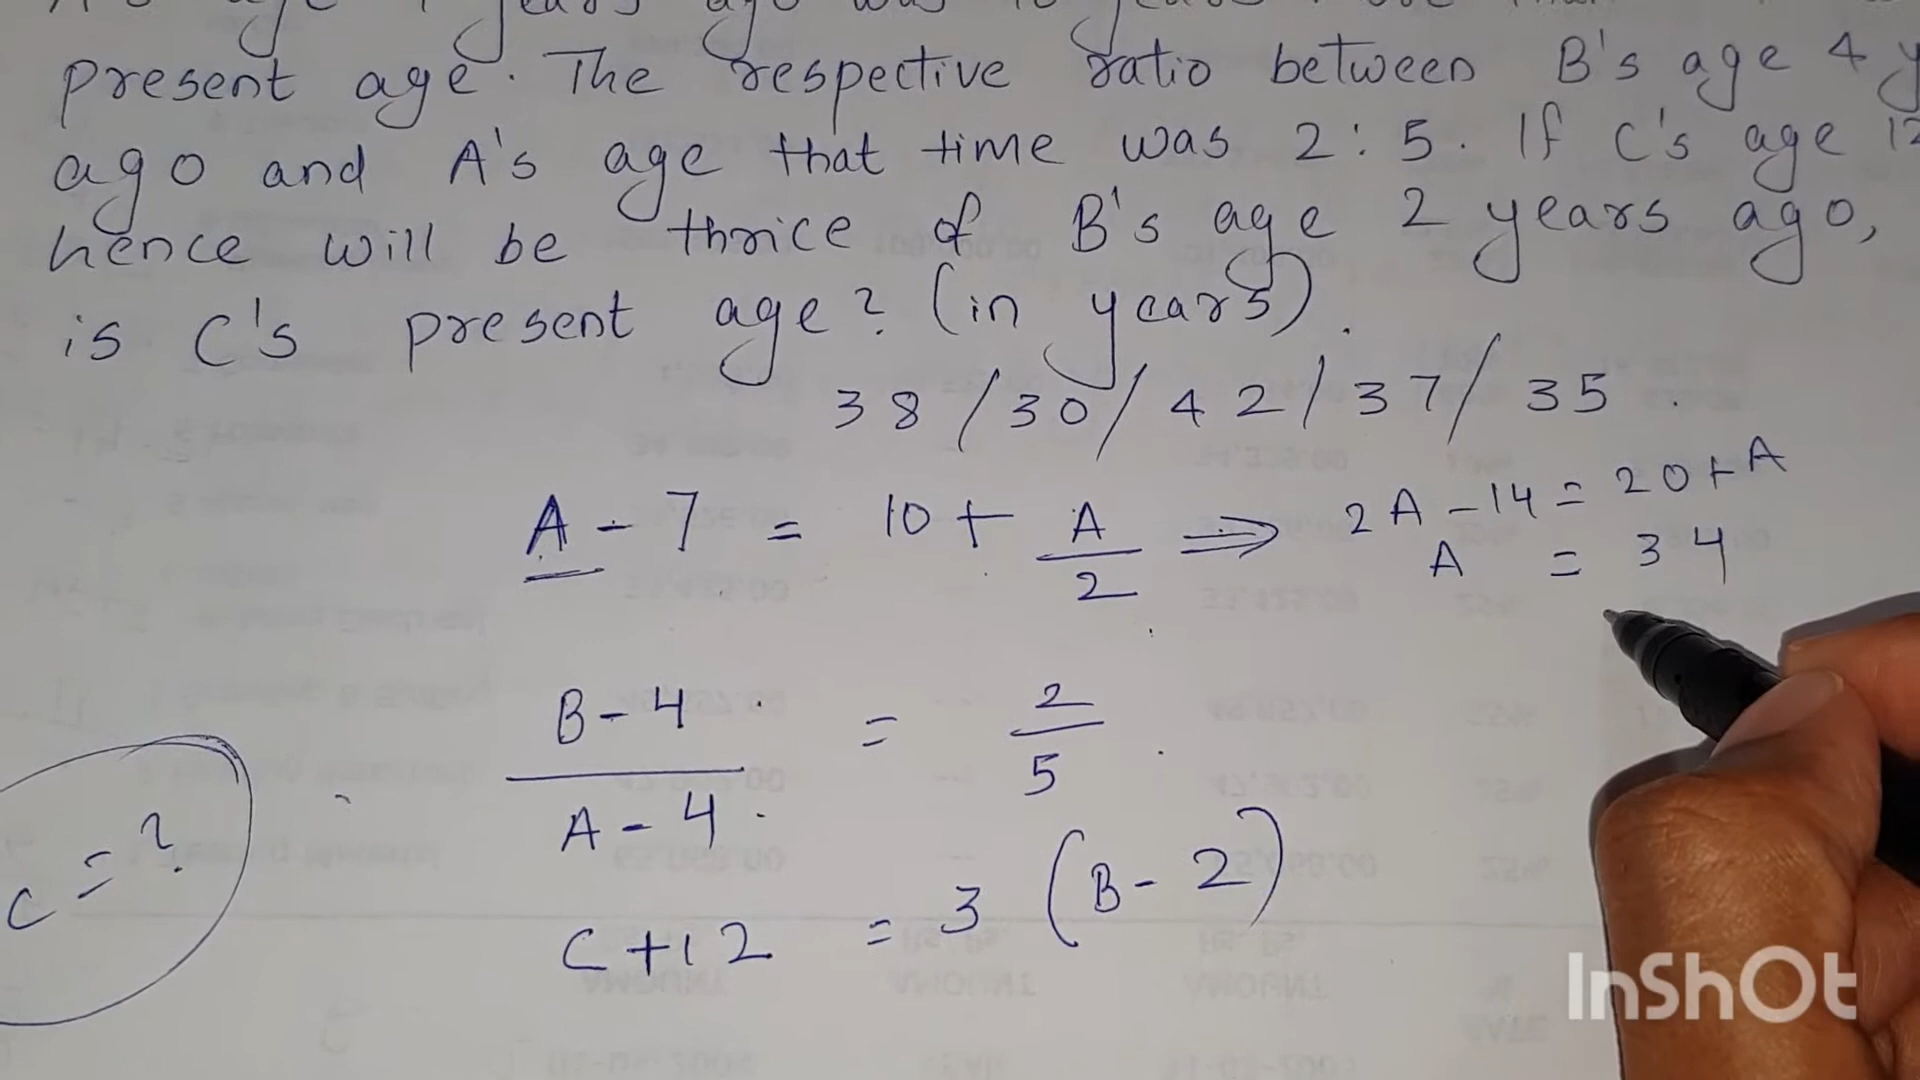 present age. The respective ratio between B's age 4 y
ago and A's age that time was 2:5. If C's age 12
hence will be thrice of B's age 2 years ago,
is C's present age? (in years).
38/30/42/37/35.
A - 7 = 10 + A/2 ⟹ 2A - 14 = 20 + A
A = 34
B - 4 / A - 4 = 2/5
C = ?
C + 12 = 3 (B - 2)
InShOt